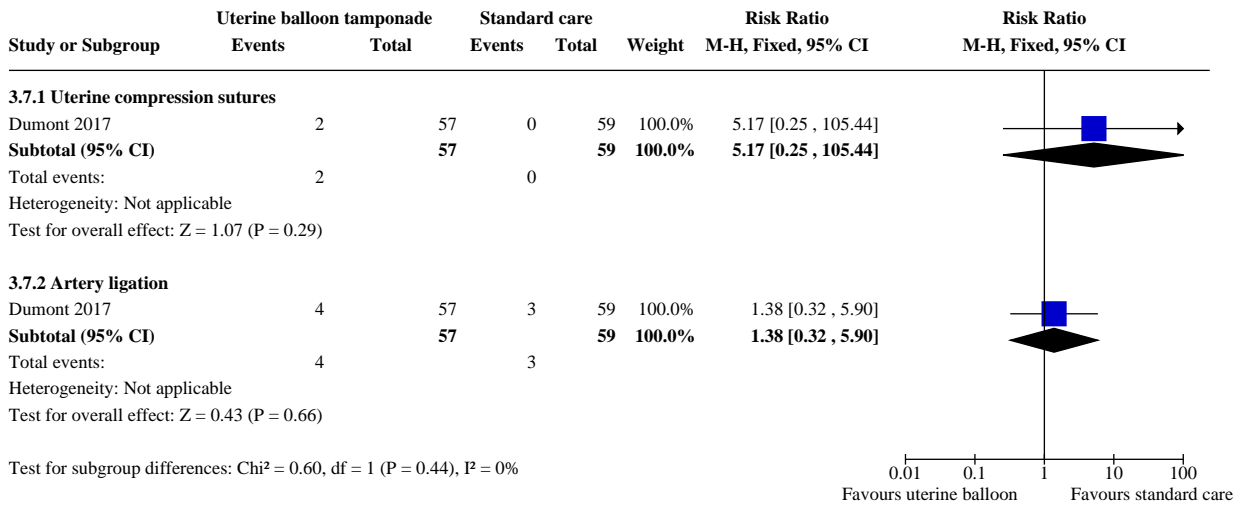 Uterine balloon tamponade Standard care Risk Ratio Risk Ratio
Study or Subgroup Events Total Events Total Weight M-H, Fixed, 95% CI M-H, Fixed, 95% CI
3.7.1 Uterine compression sutures
Dumont 2017 2 57 0 59 100.0% 5.17 [0.25 , 105.44]
Subtotal (95% CI) 57 59 100.0% 5.17 [0.25 , 105.44]
Total events: 2 0
Heterogeneity: Not applicable
Test for overall effect: Z = 1.07 (P = 0.29)
3.7.2 Artery ligation
Dumont 2017 4 57 3 59 100.0% 1.38 [0.32 , 5.90]
Subtotal (95% CI) 57 59 100.0% 1.38 [0.32 , 5.90]
Total events: 4 3
Heterogeneity: Not applicable
Test for overall effect: Z = 0.43 (P = 0.66)
Test for subgroup differences: Chi² = 0.60, df = 1 (P = 0.44), I² = 0%
0.01 0.1 1 10 100
Favours uterine balloon Favours standard care